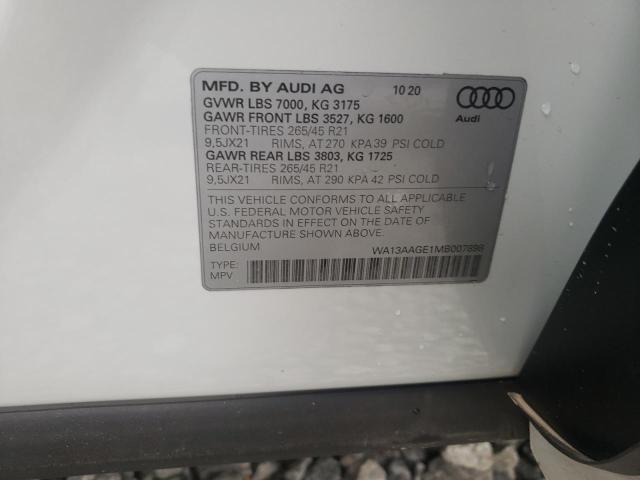 MFD. BY AUDI AG 10 20
GVWR LBS 7000, KG 3175
GAWR FRONT LBS 3527, KG 1600
FRONT-TIRES 265/45 R21
9,5JX21 RIMS, AT 270 KPA 39 PSI COLD
GAWR REAR LBS 3803, KG 1725
REAR-TIRES 265/45 R21
9,5JX21 RIMS, AT 290 KPA 42 PSI COLD
Audi
THIS VEHICLE CONFORMS TO ALL APPLICABLE
U.S. FEDERAL MOTOR VEHICLE SAFETY
STANDARDS IN EFFECT ON THE DATE OF
MANUFACTURE SHOWN ABOVE.
BELGIUM
WA13AAGE1MB007898
TYPE:
MPV